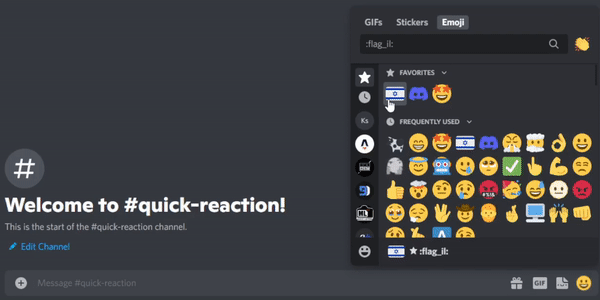 GIFs Stickers Emoji
:flag_il:
FAVORITES
FREQUENTLY USED
Ks
Welcome to #quick-reaction!
This is the start of the #quick-reaction channel.
Edit Channel
:flag_il:
Message #quick-reaction
GIF